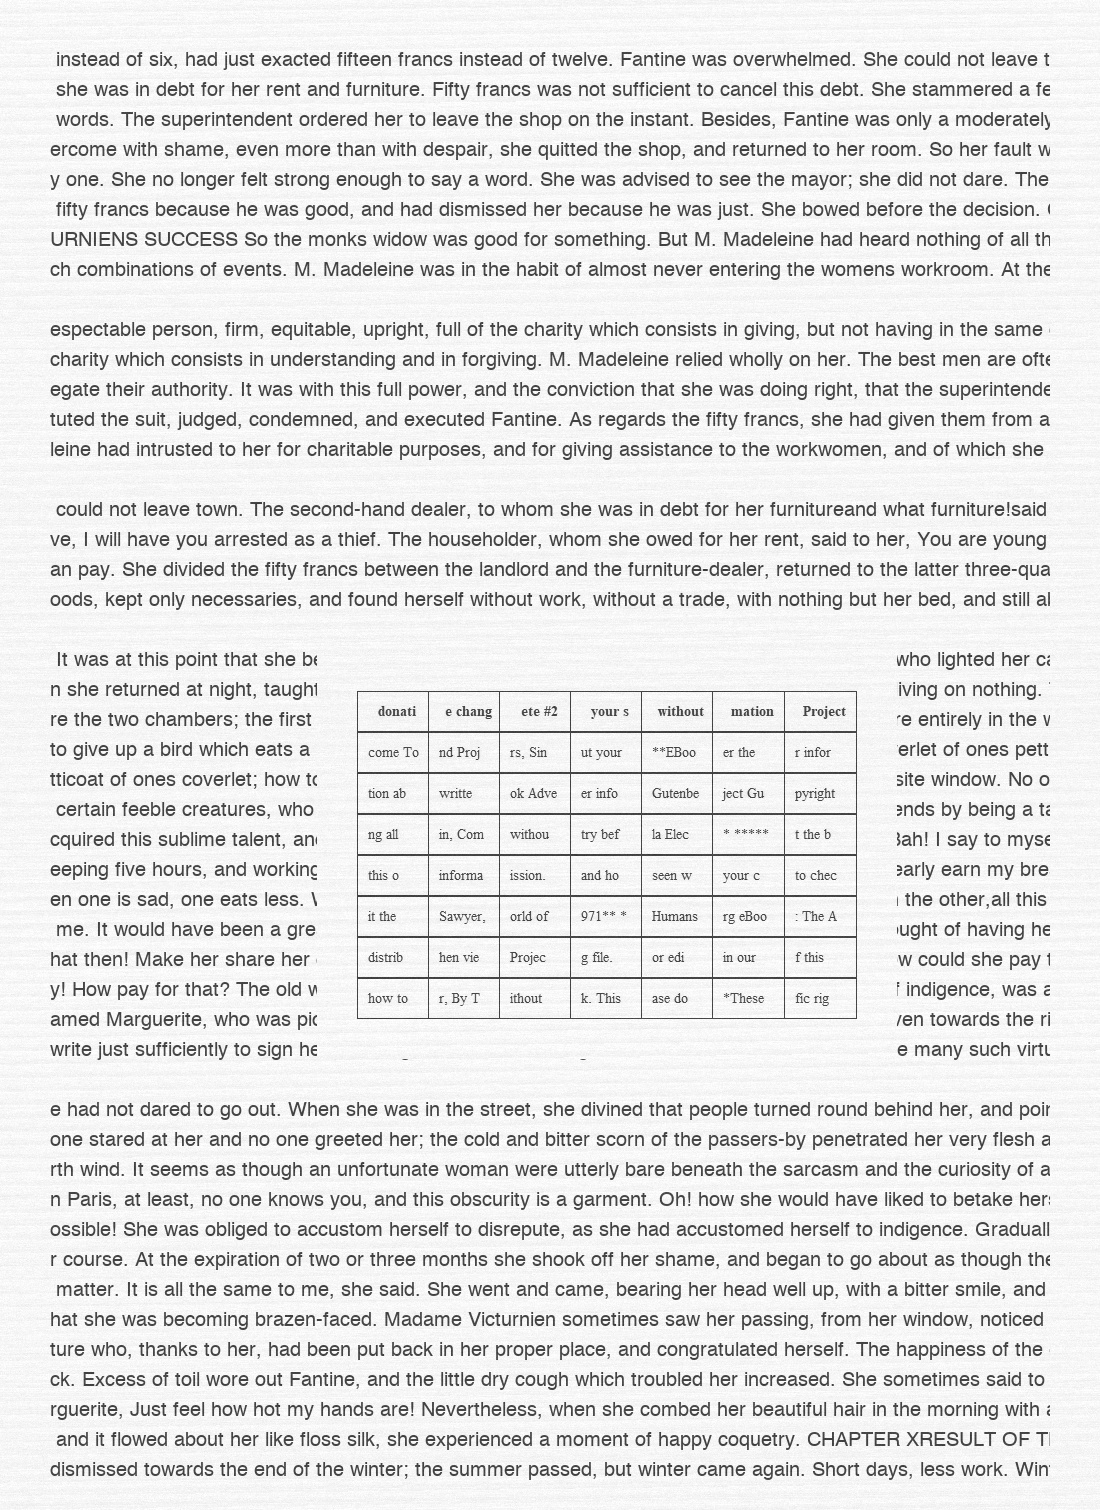 instead of six, had just exacted fifteen francs instead of twelve. Fantine was overwhelmed. She could not leave
she was in debt for her rent and furniture. Fifty francs was not sufficient to cancel this debt. She stammered a
words. The superintendent ordered her to leave the shop on the instant. Besides, Fantine was only a moderately
ercome with shame, even more than with despair, she quitted the shop, and returned to her room. So her fault
y one. She no longer felt strong enough to say a word. She was advised to see the mayor; she did not dare. The
fifty francs because he was good, and had dismissed her because he was just. She bowed before the decision.
URNIENS SUCCESS So the monks widow was good for something. But M. Madeleine had heard nothing of all th
ch combinations of events. M. Madeleine was in the habit of almost never entering the womens workroom. At the
espectable person, firm, equitable, upright, full of the charity which consists in giving, but not having in the same
charity which consists in understanding and in forgiving. M. Madeleine relied wholly on her. The best men are ofte
egate their authority. It was with this full power, and the conviction that she was doing right, that the superintende
tuted the suit, judged, condemned, and executed Fantine. As regards the fifty francs, she had given them from a
leine had intrusted to her for charitable purposes, and for giving assistance to the workwomen, and of which she
could not leave town. The second-hand dealer, to whom she was in debt for her furnitureand what furniture!said
ve, I will have you arrested as a thief. The householder, whom she owed for her rent, said to her, You are young
an pay. She divided the fifty francs between the landlord and the furniture-dealer, returned to the latter three-qua
oods, kept only necessaries, and found herself without work, without a trade, with nothing but her bed, and still
It was at this point that she be who lighted her ca
n she returned at night, taught iving on nothing.
re the two chambers; the first re entirely in the
to give up a bird which eats a erlet of ones pett
tticoat of ones coverlet; how to site window. No o
certain feeble creatures, who ends by being a ta
cquired this sublime talent, and Bah! I say to myse
eeping five hours, and working early earn my bre
en one is sad, one eats less. the other,all this
me. It would have been a gre ught of having he
hat then! Make her share her w could she pay
y! How pay for that? The old indigence, was a
amed Marguerite, who was pio ven towards the ri
write just sufficiently to sign he e many such virtu
donati e chang ete #2 your s without mation Project
come To nd Proj rs, Sin ut your **EBoo er the r infor
tion ab writte ok Adve er info Gutenbe ject Gu pyright
ng all in, Com withou try bef la Elec * ***** t the b
this o informa ission. and ho seen w your c to chec
it the Sawyer, orld of 971** * Humans rg eBoo : The A
distrib hen vie Projec g file. or edi in our f this
how to r, By T ithout k. This ase do *These fic rig
e had not dared to go out. When she was in the street, she divined that people turned round behind her, and poin
one stared at her and no one greeted her; the cold and bitter scorn of the passers-by penetrated her very flesh a
rth wind. It seems as though an unfortunate woman were utterly bare beneath the sarcasm and the curiosity of a
n Paris, at least, no one knows you, and this obscurity is a garment. Oh! how she would have liked to betake hers
ossible! She was obliged to accustom herself to disrepute, as she had accustomed herself to indigence. Graduall
r course. At the expiration of two or three months she shook off her shame, and began to go about as though the
matter. It is all the same to me, she said. She went and came, bearing her head well up, with a bitter smile, and
hat she was becoming brazen-faced. Madame Victurnien sometimes saw her passing, from her window, noticed
ture who, thanks to her, had been put back in her proper place, and congratulated herself. The happiness of the
ck. Excess of toil wore out Fantine, and the little dry cough which troubled her increased. She sometimes said to
rguerite, Just feel how hot my hands are! Nevertheless, when she combed her beautiful hair in the morning with a
and it flowed about her like floss silk, she experienced a moment of happy coquetry. CHAPTER XRESULT OF
dismissed towards the end of the winter; the summer passed, but winter came again. Short days, less work. Win